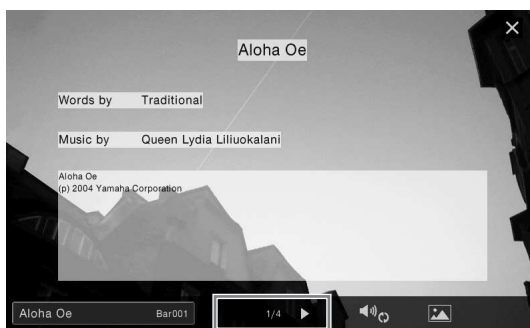 Aloha Oe
Words by Traditional
Music by Queen Lydia Liliuokalani
Aloha Oe
(p) 2004 Yamaha Corporation
Aloha Oe Bar001 1/4